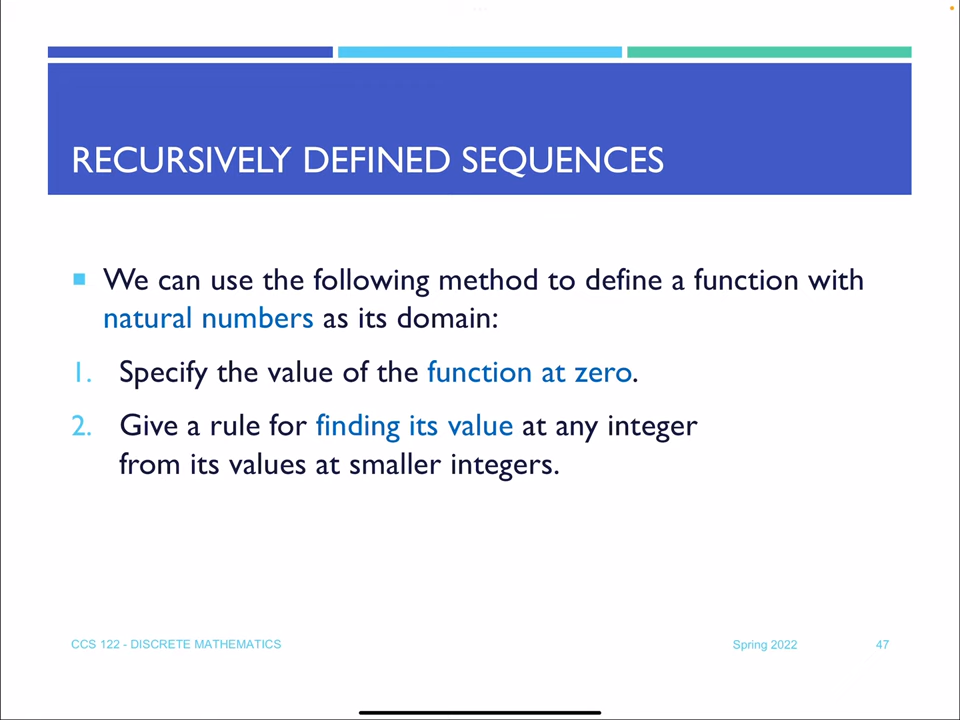 RECURSIVELY DEFINED SEQUENCES
■ We can use the following method to define a function with
natural numbers as its domain:
1. Specify the value of the function at zero.
2. Give a rule for finding its value at any integer
from its values at smaller integers.
CCS 122 - DISCRETE MATHEMATICS Spring 2022 47